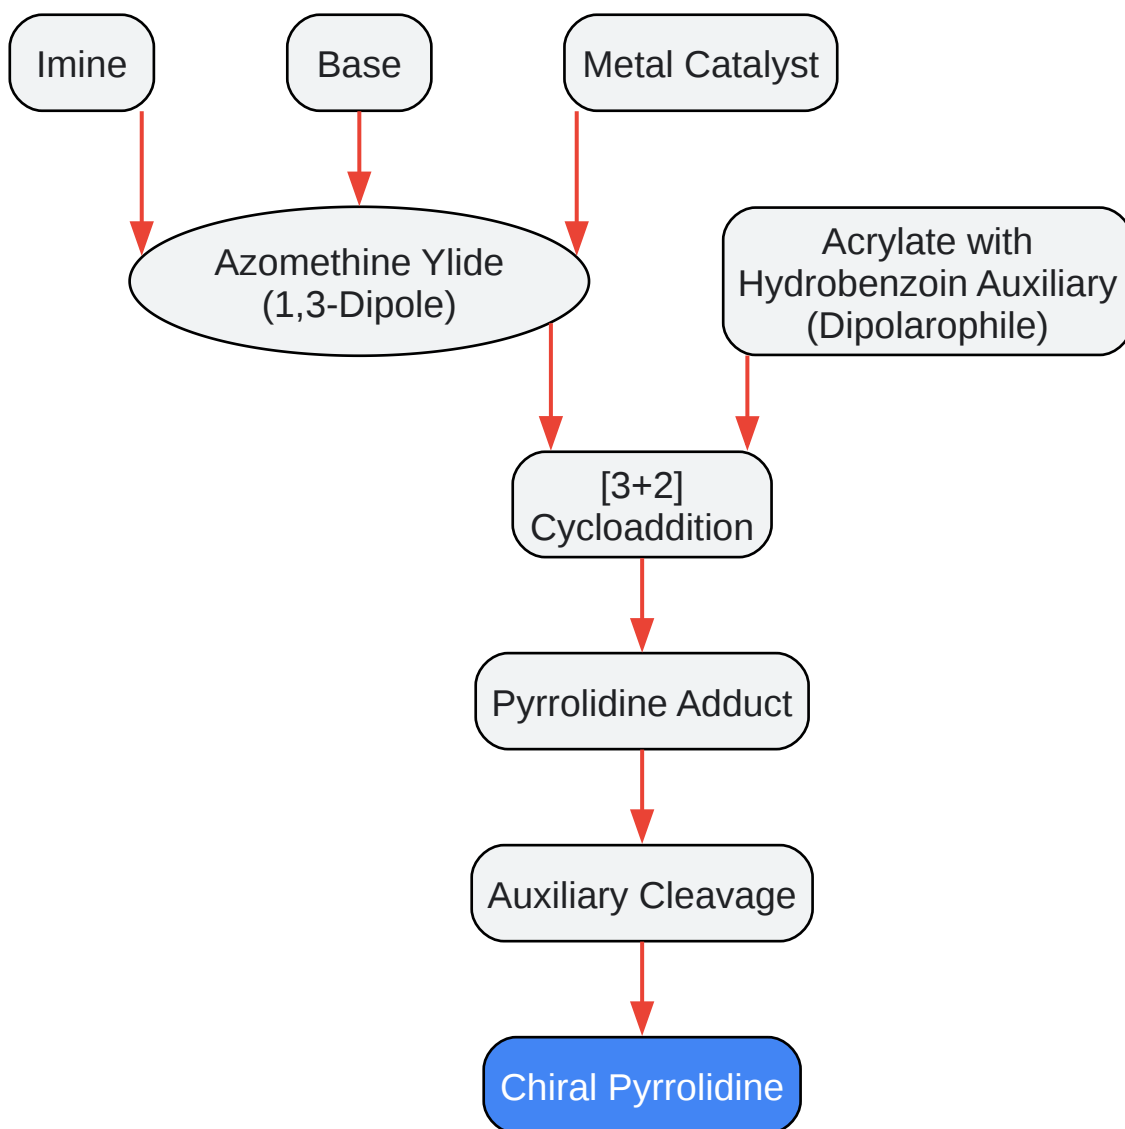 Imine
Base
Metal Catalyst
Azomethine Ylide
(1,3-Dipole)
Acrylate with
Hydrobenzoin Auxiliary
(Dipolarophile)
[3+2]
Cycloaddition
Pyrrolidine Adduct
Auxiliary Cleavage
Chiral Pyrrolidine